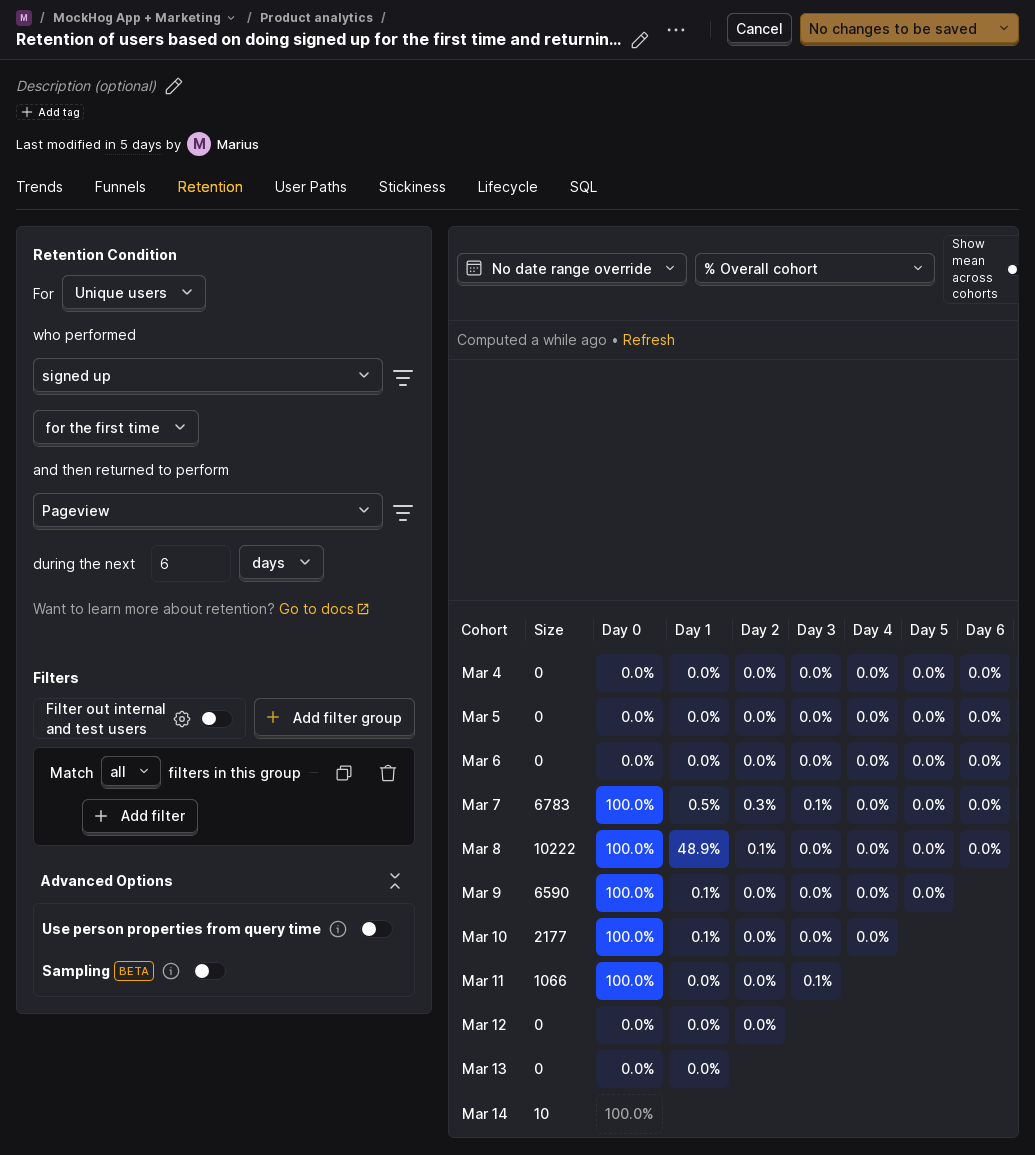 M / MockHog App + Marketing / Product analytics /
Retention of users based on doing signed up for the first time and returnin...
Cancel
No changes to be saved
Description (optional)
Add tag
Last modified in 5 days by M Marius
Trends Funnels Retention User Paths Stickiness Lifecycle SQL
Retention Condition
For Unique users
who performed
signed up
for the first time
and then returned to perform
Pageview
during the next 6 days
Want to learn more about retention? Go to docs
Filters
Filter out internal
and test users
Add filter group
Match all filters in this group
Add filter
Advanced Options
Use person properties from query time
Sampling BETA
No date range override
% Overall cohort
Show
mean
across
cohorts
Computed a while ago • Refresh
Cohort Size Day 0 Day 1 Day 2 Day 3 Day 4 Day 5 Day 6
Mar 4 0 0.0% 0.0% 0.0% 0.0% 0.0% 0.0% 0.0%
Mar 5 0 0.0% 0.0% 0.0% 0.0% 0.0% 0.0% 0.0%
Mar 6 0 0.0% 0.0% 0.0% 0.0% 0.0% 0.0% 0.0%
Mar 7 6783 100.0% 0.5% 0.3% 0.1% 0.0% 0.0% 0.0%
Mar 8 10222 100.0% 48.9% 0.1% 0.0% 0.0% 0.0% 0.0%
Mar 9 6590 100.0% 0.1% 0.0% 0.0% 0.0% 0.0%
Mar 10 2177 100.0% 0.1% 0.0% 0.0% 0.0%
Mar 11 1066 100.0% 0.0% 0.0% 0.1%
Mar 12 0 0.0% 0.0% 0.0%
Mar 13 0 0.0% 0.0%
Mar 14 10 100.0%